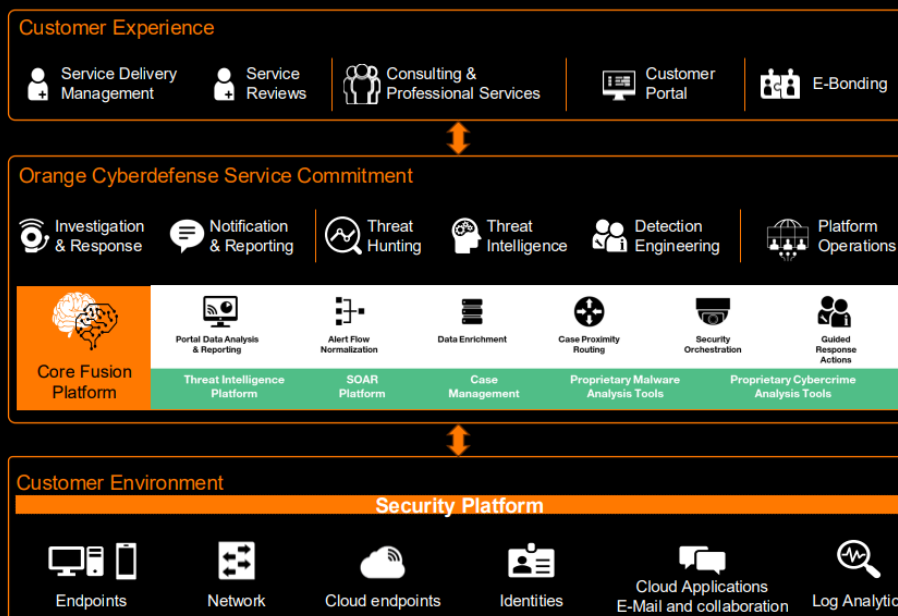 Customer Experience
Service Delivery
Management
Service
Reviews
Consulting &
Professional Services
Customer
Portal
E-Bonding
Orange Cyberdefense Service Commitment
Investigation
& Response
Notification
& Reporting
Threat
Hunting
Threat
Intelligence
Detection
Engineering
Platform
Operations
Core Fusion
Platform
Portal Data Analysis
& Reporting
Alert Flow
Normalization
Data Enrichment
Case Proximity
Routing
Security
Orchestration
Guided
Response
Actions
Threat Intelligence
Platform
SOAR
Platform
Case
Management
Proprietary Malware
Analysis Tools
Proprietary Cybercrime
Analysis Tools
Customer Environment
Security Platform
Endpoints
Network
Cloud endpoints
Identities
Cloud Applications
E-Mail and collaboration
Log Analytic